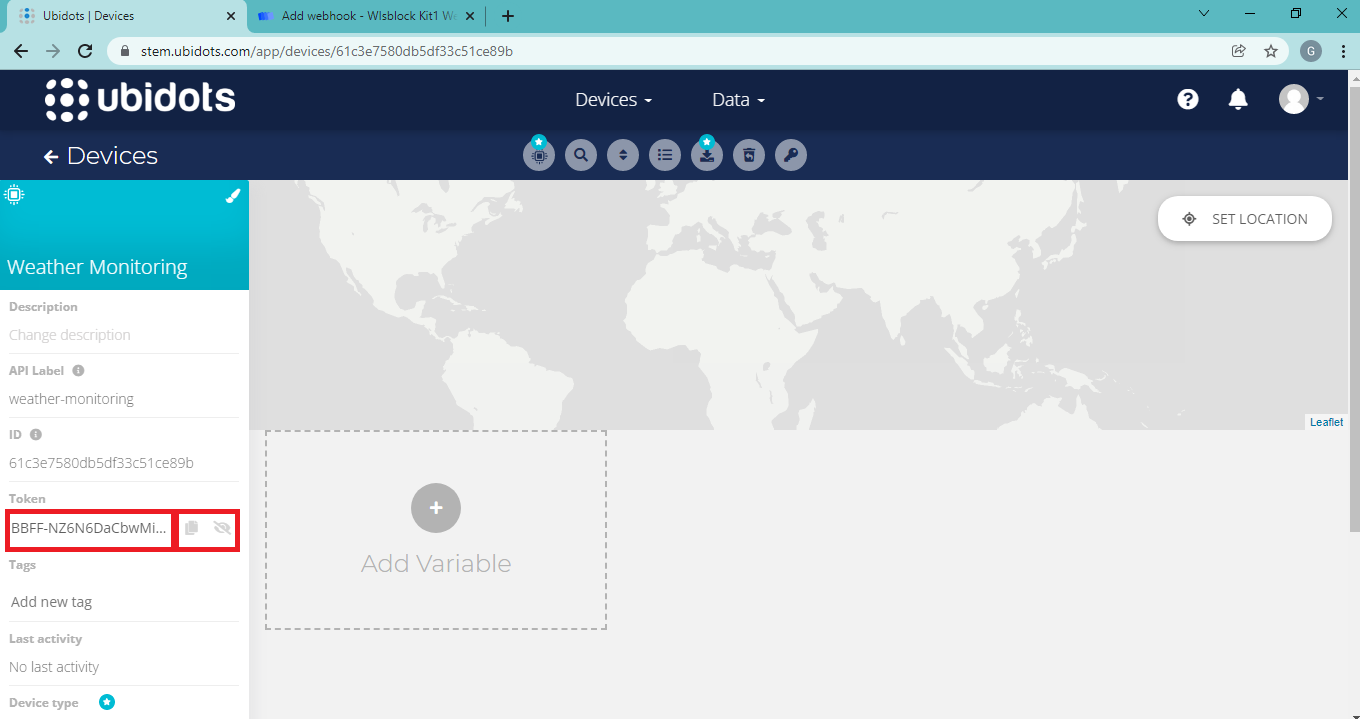 Ubidots | Devices
Add webhook - WIsblock Kit1 We
stem.ubidots.com/app/devices/61c3e7580db5df33c51ce89b
G
ubidots
Devices
Data
Devices
Weather Monitoring
SET LOCATION
Description
Change description
API Label
weather-monitoring
ID
61c3e7580db5df33c51ce89b
Token
BBFF-NZ6N6DaCbwMi...
Tags
Add new tag
Last activity
No last activity
Device type
Leaflet
Add Variable